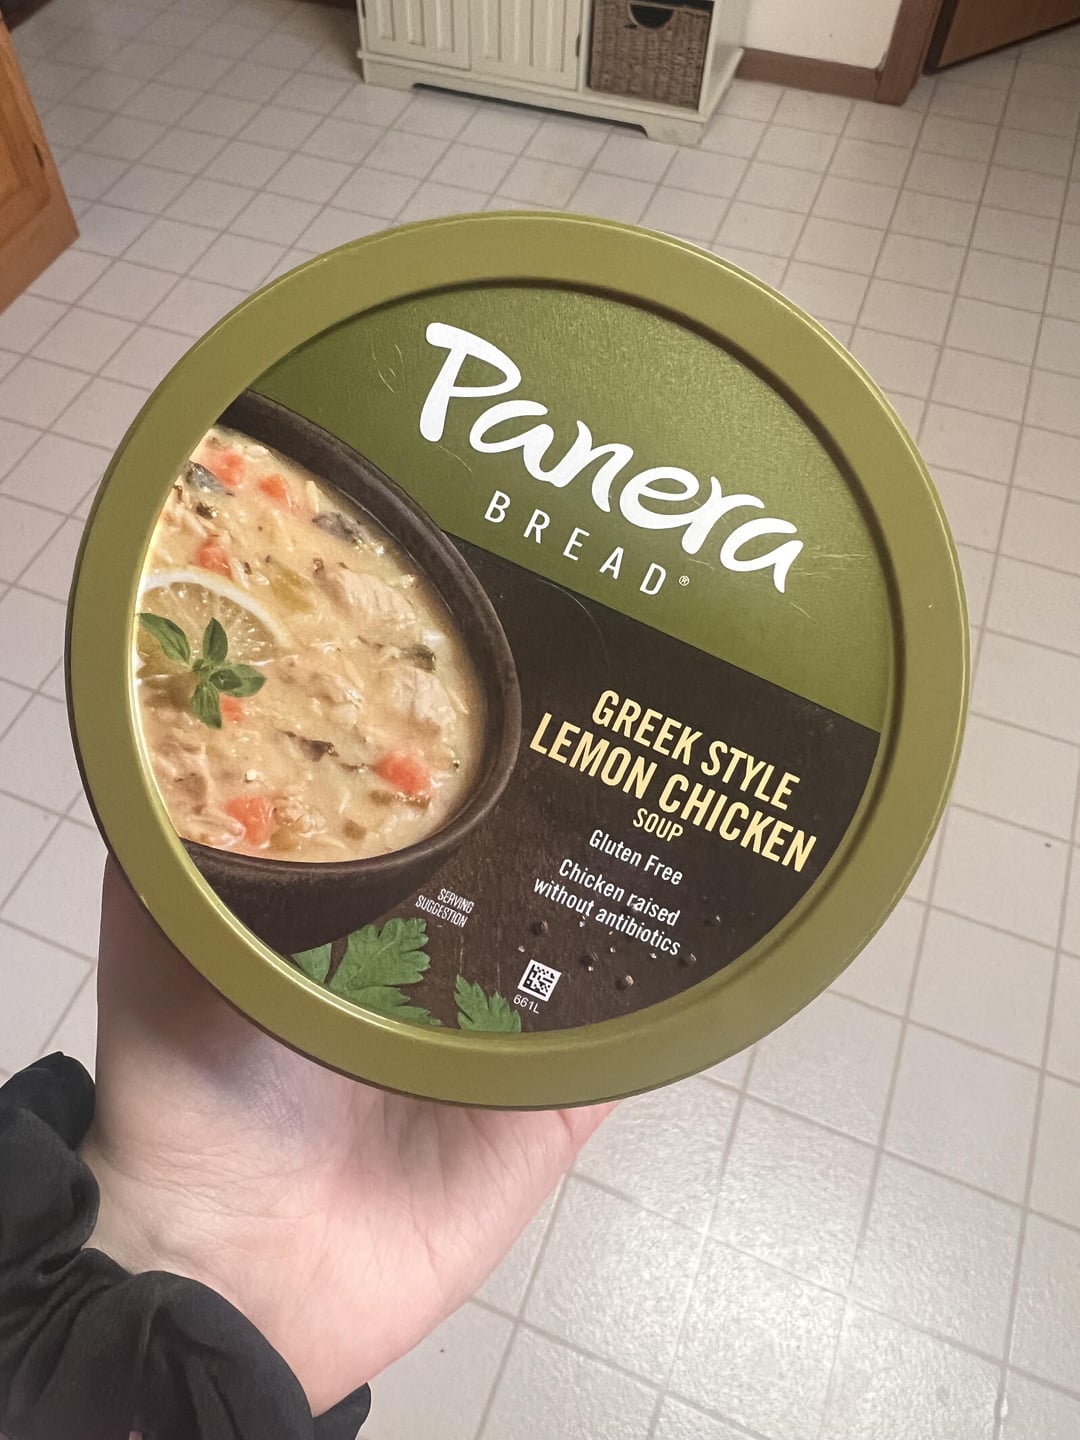 Panera
BREAD®
GREEK STYLE
LEMON CHICKEN
SOUP
Gluten Free
Chicken raised
without antibiotics
SERVING
SUGGESTION
661L